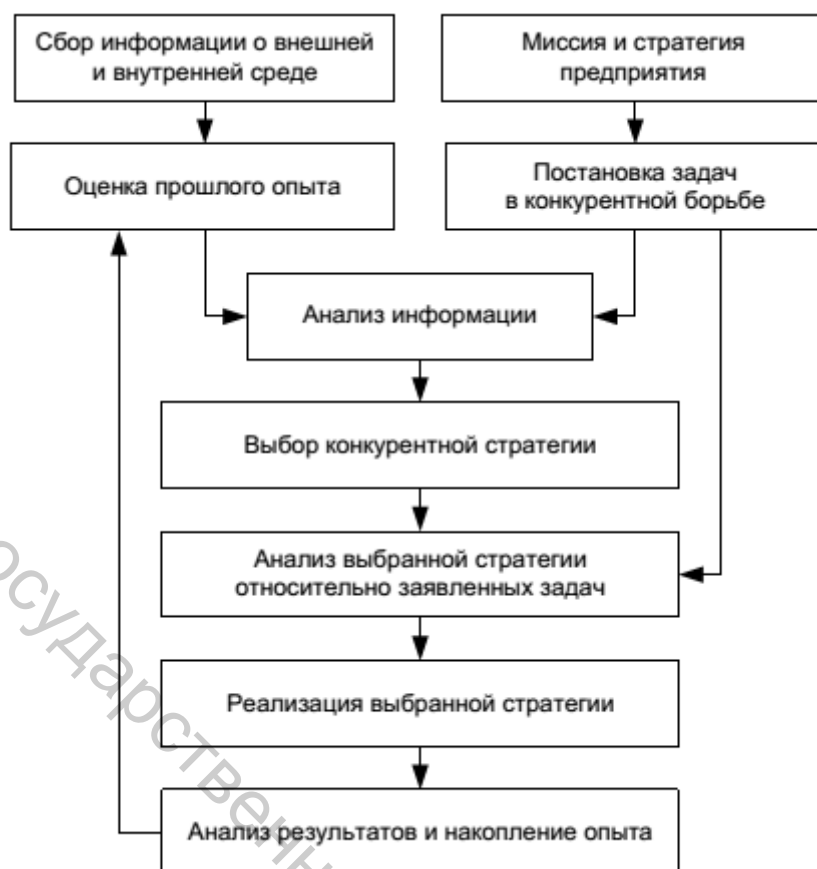 Сбор информации о внешней
и внутренней среде
Миссия и стратегия
предприятия
Оценка прошлого опыта
Постановка задач
в конкурентной борьбе
Анализ информации
Выбор конкурентной стратегии
Анализ выбранной стратегии
относительно заявленных задач
Реализация выбранной стратегии
Анализ результатов и накопление опыта